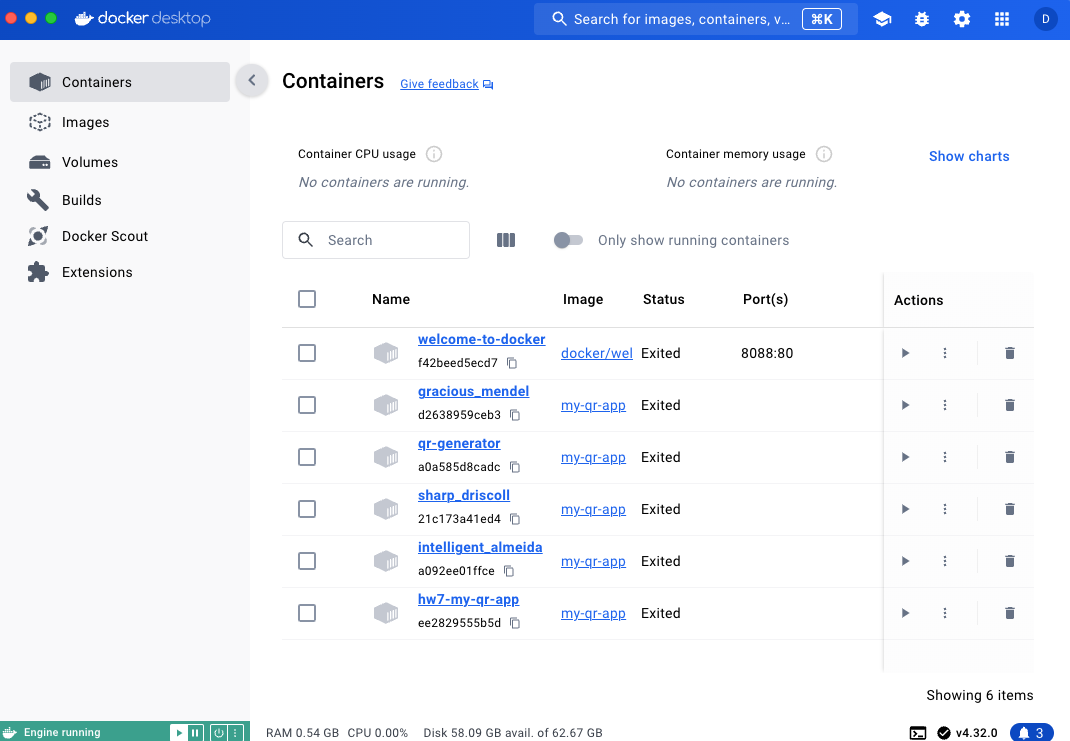 docker desktop
Search for images, containers, v... ⌘K
D
Containers
Images
Volumes
Builds
Docker Scout
Extensions
Containers Give feedback
Container CPU usage
No containers are running.
Container memory usage
No containers are running.
Show charts
Search
Only show running containers
Name Image Status Port(s) Actions
welcome-to-docker
f42beed5ecd7
docker/wel Exited 8088:80
gracious_mendel
d2638959ceb3
my-qr-app Exited
qr-generator
a0a585d8cadc
my-qr-app Exited
sharp_driscoll
21c173a41ed4
my-qr-app Exited
intelligent_almeida
a092ee01ffce
my-qr-app Exited
hw7-my-qr-app
ee2829555b5d
my-qr-app Exited
Showing 6 items
Engine running
RAM 0.54 GB CPU 0.00% Disk 58.09 GB avail. of 62.67 GB
v4.32.0
3